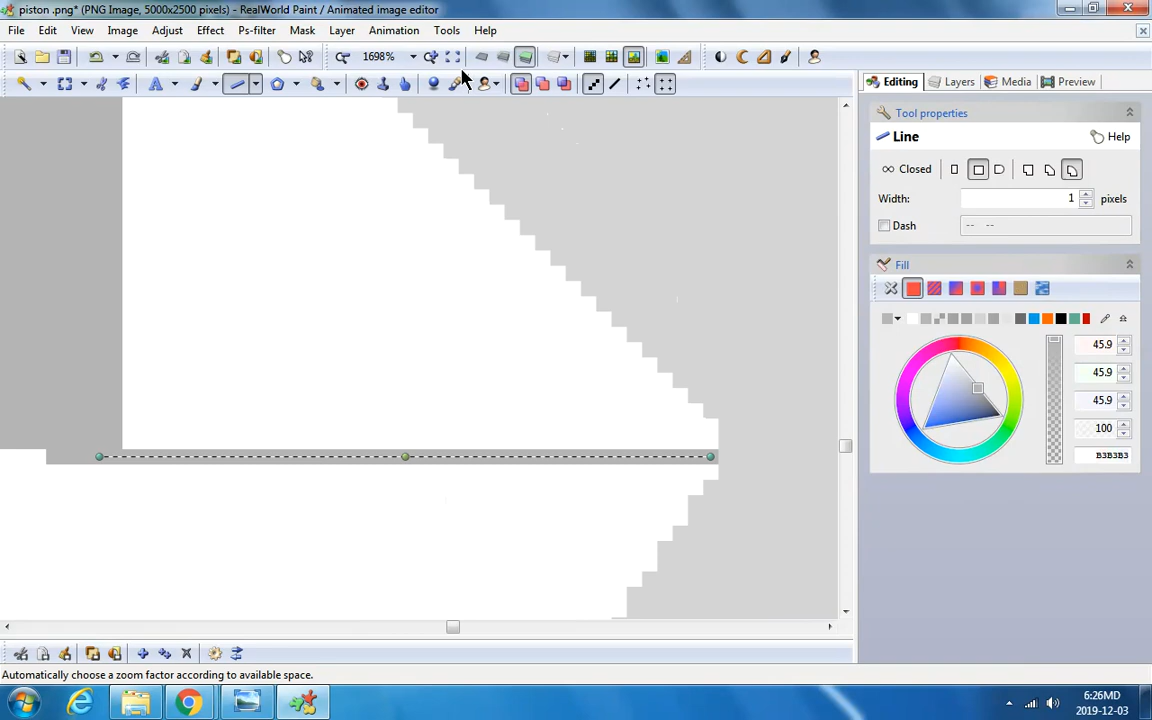 piston .png* (PNG Image, 5000x2500 pixels) - RealWorld Paint / Animated image editor
File Edit View Image Adjust Effect Ps-filter Mask Layer Animation Tools Help
1698%
Editing Layers Media Preview
Tool properties
Line Help
Closed
Width: 1 pixels
Dash -- --
Fill
45.9
45.9
45.9
100
B3B3B3
Automatically choose a zoom factor according to available space.
6:26MD
2019-12-03